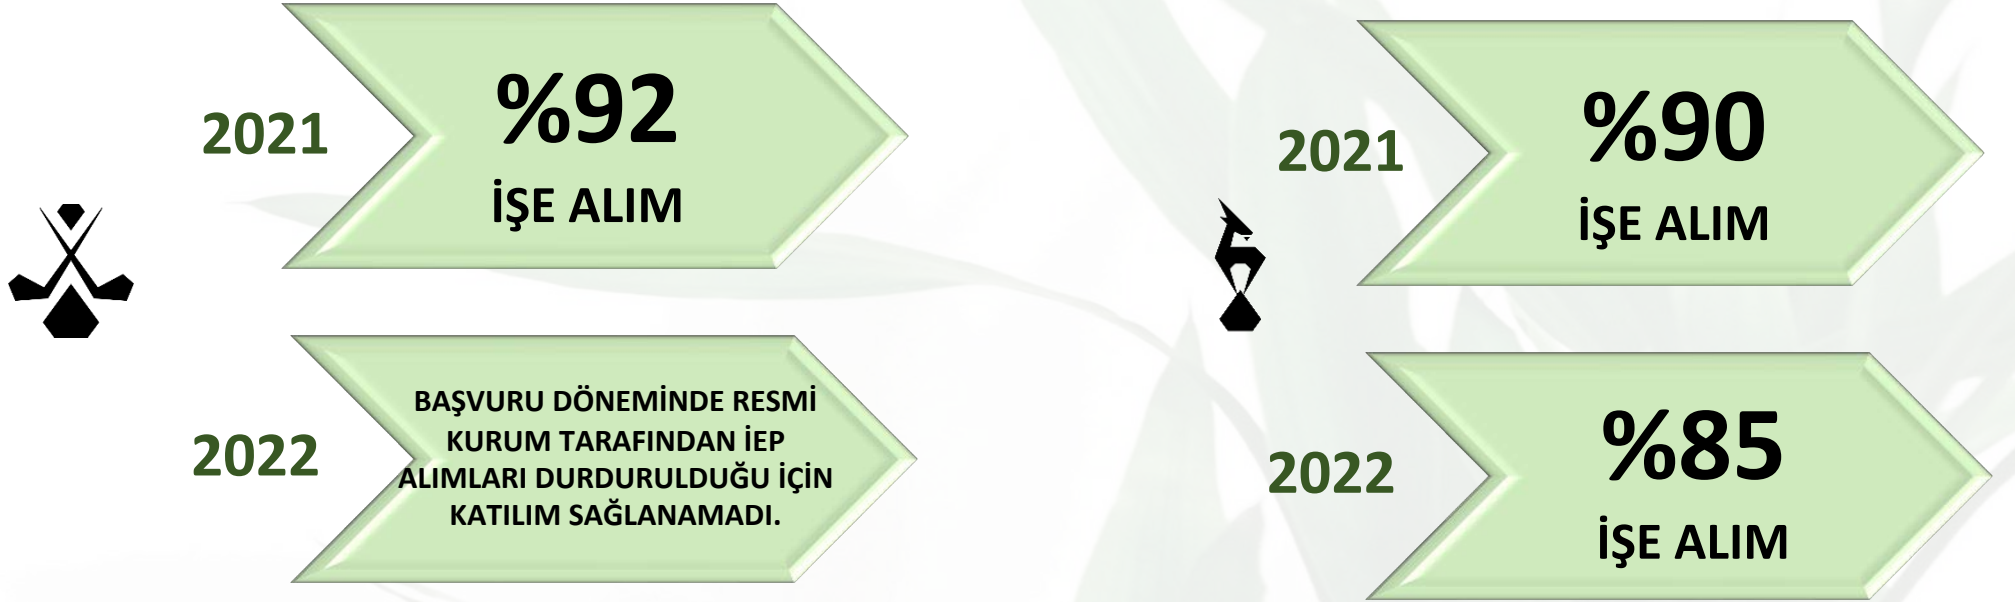 2021
%92
İŞE ALIM
2022
BAŞVURU DÖNEMİNDE RESMİ
KURUM TARAFINDAN İEP
ALIMLARI DURDURULDUĞU İÇİN
KATILIM SAĞLANAMADI.
2021
%90
İŞE ALIM
2022
%85
İŞE ALIM